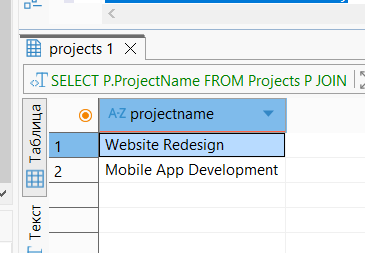 projects 1
SELECT P.ProjectName FROM Projects P JOIN
A-Z projectname
1 Website Redesign
2 Mobile App Development
Таблица
Текст